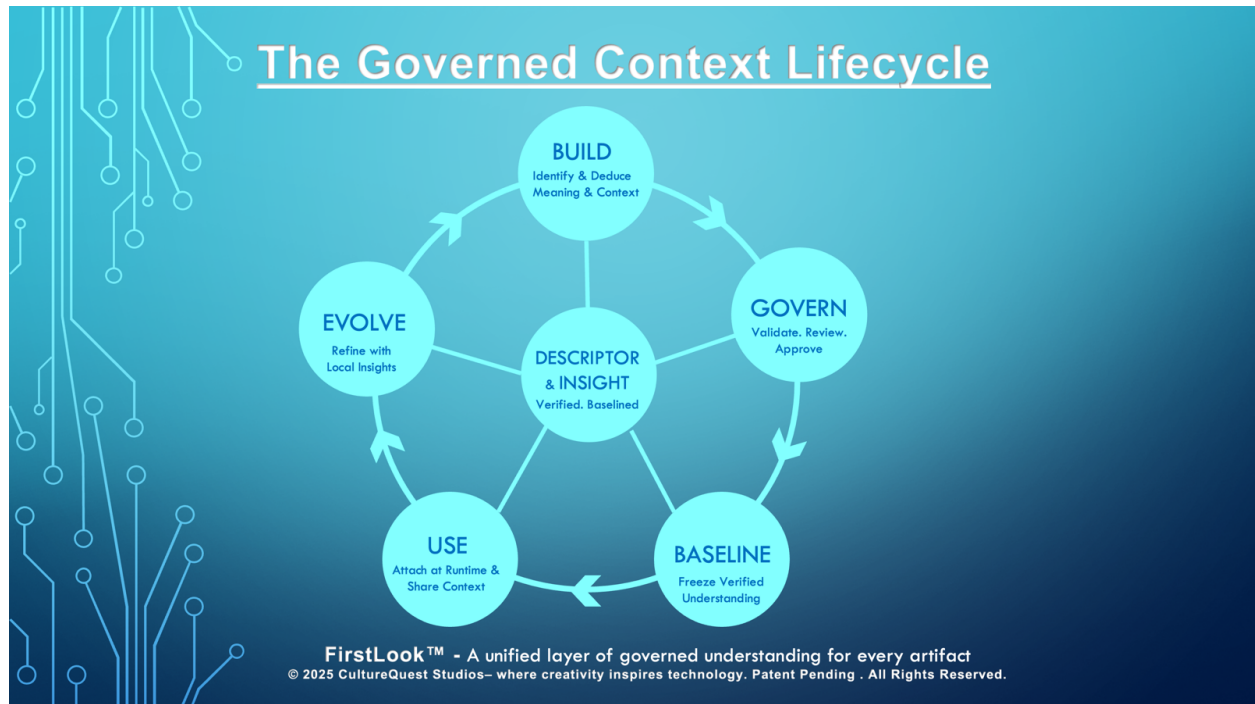 The Governed Context Lifecycle
BUILD
Identify & Deduce
Meaning & Context
GOVERN
Validate. Review.
Approve
BASELINE
Freeze Verified
Understanding
USE
Attach at Runtime &
Share Context
EVOLVE
Refine with
Local Insights
DESCRIPTOR
& INSIGHT
Verified. Baselined
FirstLook™ - A unified layer of governed understanding for every artifact
© 2025 CultureQuest Studios– where creativity inspires technology. Patent Pending . All Rights Reserved.